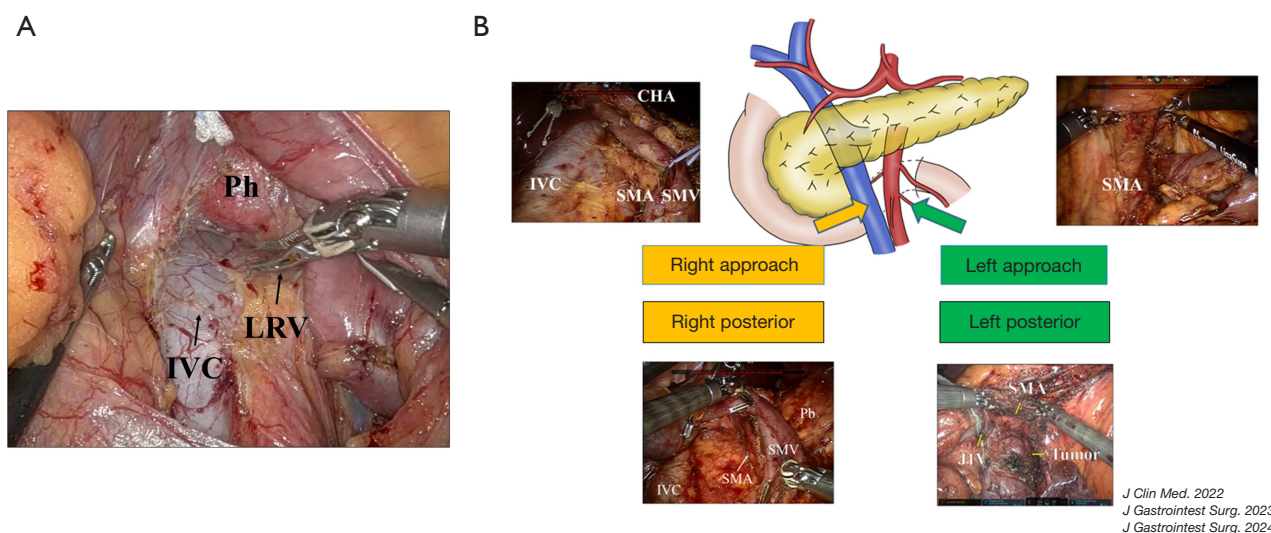 A
Ph
LRV
IVC
B
CHA
IVC
SMA
SMV
SMA
Right approach
Left approach
Right posterior
Left posterior
Pb
SMV
SMA
IVC
SMA
JIV
Tumor
J Clin Med. 2022
J Gastrointest Surg. 2023
J Gastrointest Surg. 2024